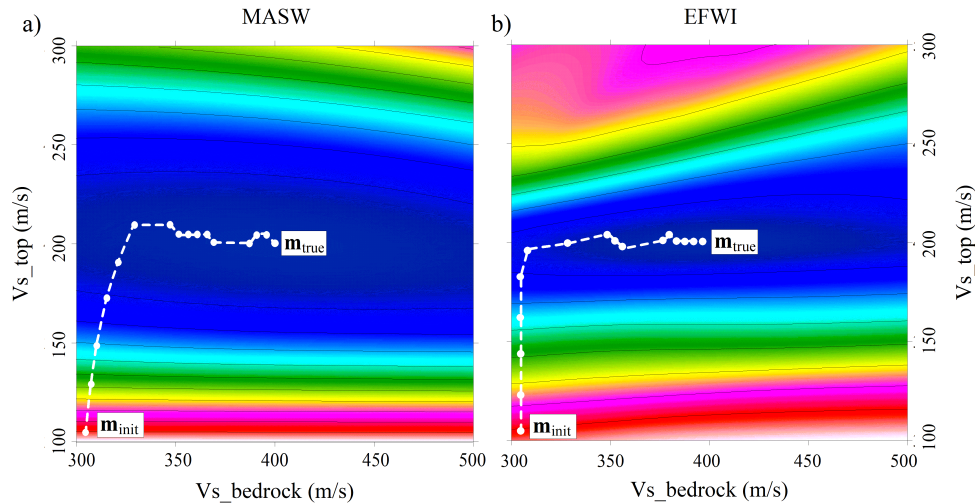 a) MASW
b) EFWI
300
250
200
150
100
Vs_top (m/s)
m_true
m_init
300 350 400 450 500
Vs_bedrock (m/s)
m_true
m_init
300 350 400 450 500
Vs_bedrock (m/s)
300
250
200
150
100
Vs_top (m/s)